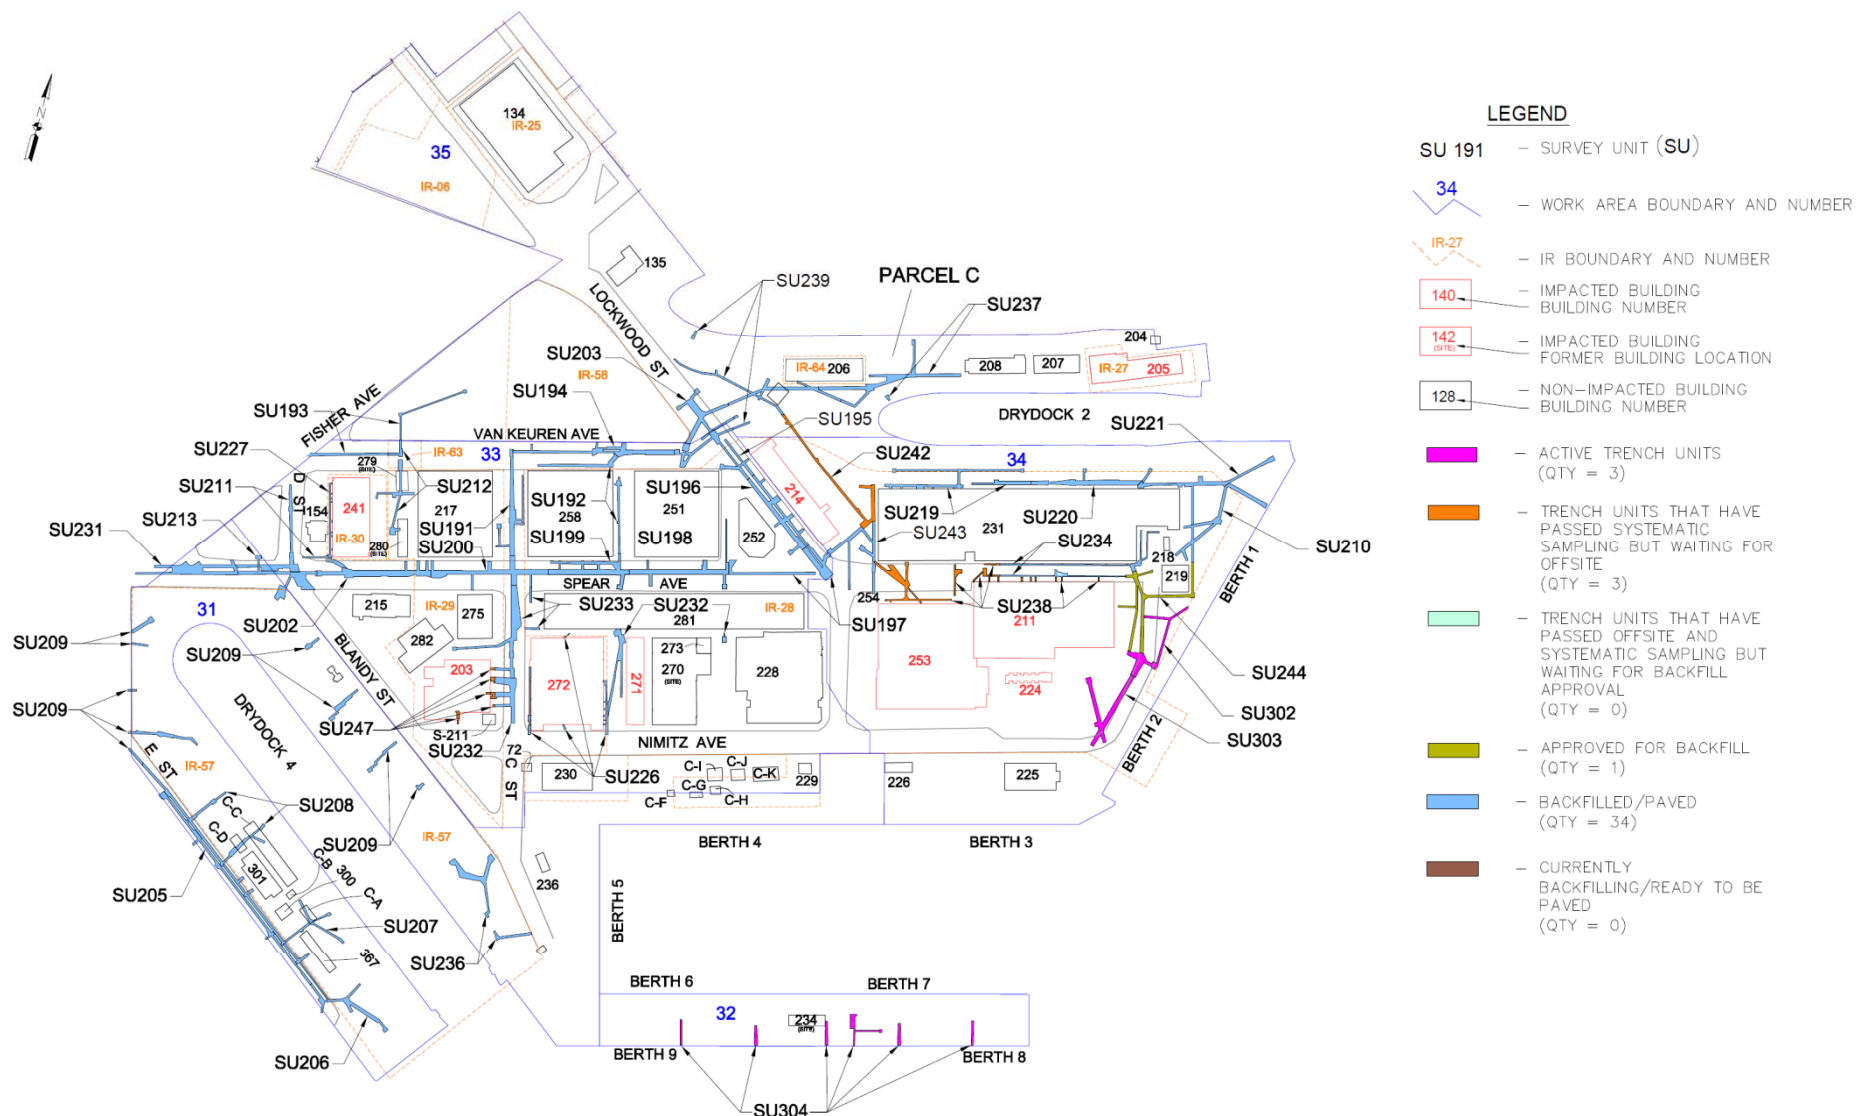 N
134
IR-25
35
IR-06
135
LOCKWOOD ST
SU239
PARCEL C
SU237
204
SU203
IR-58
IR-64
206
208
207
IR-27
205
SU194
SU195
DRYDOCK 2
SU221
SU193
FISHER AVE
VAN KEUREN AVE
SU242
34
SU227
IR-63
33
279
(SITE)
D ST
SU211
SU212
SU192
SU196
214
154
241
217
258
251
SU219
231
SU220
SU213
SU191
SU199
SU198
252
SU243
SU234
SU231
IR-30
280
(SITE)
SU200
218
SU210
SPEAR AVE
219
BERTH 1
31
215
IR-29
275
SU233
SU232
281
IR-28
254
SU238
211
SU209
SU202
282
SU197
SU209
BLANDY ST
203
272
271
273
270
(SITE)
228
253
224
SU244
SU302
SU209
DRYDOCK 4
SU247
S-211
SU232
72
NIMITZ AVE
BERTH 2
SU303
E ST
IR-57
C ST
230
SU226
C-I
C-J
C-K
229
226
225
C-F
C-G
C-H
C-C
SU208
C-D
SU209
IR-57
BERTH 4
BERTH 3
C-B
301
300
236
SU205
C-A
BERTH 5
SU207
367
SU236
BERTH 6
BERTH 7
32
234
(SITE)
SU206
BERTH 9
BERTH 8
SU304
LEGEND
SU 191 – SURVEY UNIT (SU)
34 – WORK AREA BOUNDARY AND NUMBER
IR-27 – IR BOUNDARY AND NUMBER
140 – IMPACTED BUILDING
BUILDING NUMBER
142 – IMPACTED BUILDING
(SITE) FORMER BUILDING LOCATION
128 – NON-IMPACTED BUILDING
BUILDING NUMBER
– ACTIVE TRENCH UNITS
(QTY = 3)
– TRENCH UNITS THAT HAVE
PASSED SYSTEMATIC
SAMPLING BUT WAITING FOR
OFFSITE
(QTY = 3)
– TRENCH UNITS THAT HAVE
PASSED OFFSITE AND
SYSTEMATIC SAMPLING BUT
WAITING FOR BACKFILL
APPROVAL
(QTY = 0)
– APPROVED FOR BACKFILL
(QTY = 1)
– BACKFILLED/PAVED
(QTY = 34)
– CURRENTLY
BACKFILLING/READY TO BE
PAVED
(QTY = 0)